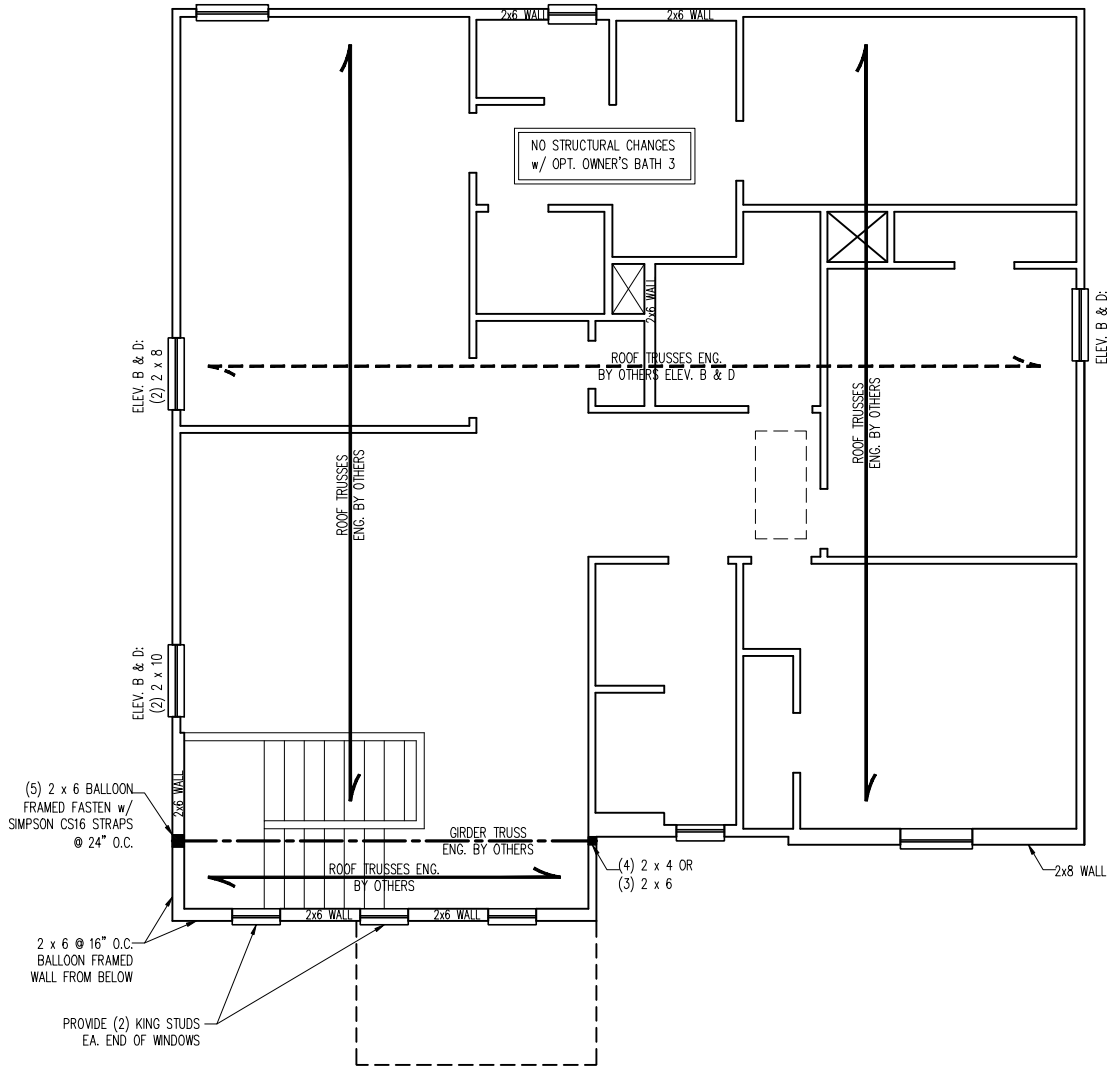 2x6 WALL
2x6 WALL
NO STRUCTURAL CHANGES
w/ OPT. OWNER'S BATH 3
2x6 WALL
ELEV. B & D:
ELEV. B & D:
(2) 2 x 8
ROOF TRUSSES ENG.
BY OTHERS ELEV. B & D
ROOF TRUSSES
ENG. BY OTHERS
ROOF TRUSSES
ENG. BY OTHERS
ELEV. B & D:
(2) 2 x 10
2x6 WALL
(5) 2 x 6 BALLOON
FRAMED FASTEN w/
SIMPSON CS16 STRAPS
@ 24" O.C.
GIRDER TRUSS
ENG. BY OTHERS
ROOF TRUSSES ENG.
BY OTHERS
(4) 2 x 4 OR
(3) 2 x 6
2x8 WALL
2x6 WALL
2x6 WALL
2 x 6 @ 16" O.C.
BALLOON FRAMED
WALL FROM BELOW
PROVIDE (2) KING STUDS
EA. END OF WINDOWS